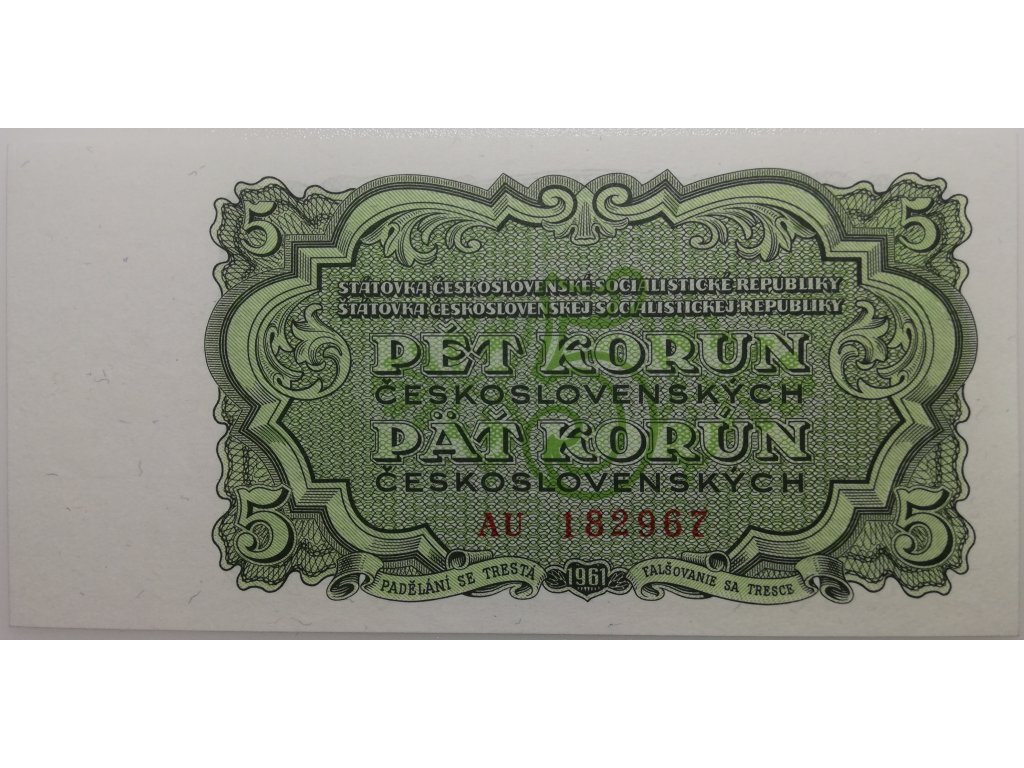 5 5
STÁTOVKA ČESKOSLOVENSKÉ SOCIALISTICKÉ REPUBLIKY
ŠTÁTOVKA ČESKOSLOVENSKEJ SOCIALISTICKEJ REPUBLIKY
PĚT KORUN
ČESKOSLOVENSKÝCH
PÄŤ KORÚN
ČESKOSLOVENSKÝCH
5 5
AU 182967
PADĚLÁNÍ SE TRESTÁ 1961 FALŠOVANIE SA TRESCE